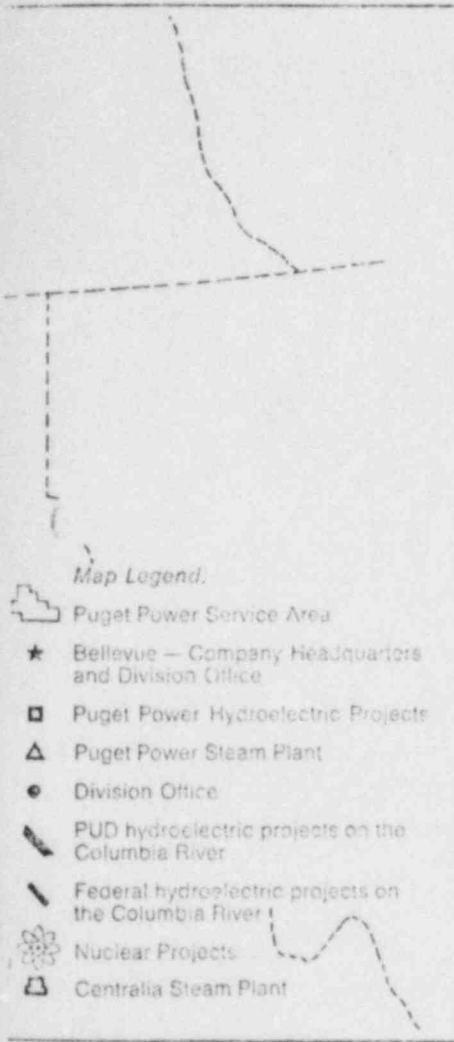 Map Legend:
Puget Power Service Area
Bellevue — Company Headquarters
and Division Office
Puget Power Hydroelectric Projects
Puget Power Steam Plant
Division Office
PUD hydroelectric projects on the
Columbia River
Federal hydroelectric projects on
the Columbia River
Nuclear Projects
Centralia Steam Plant